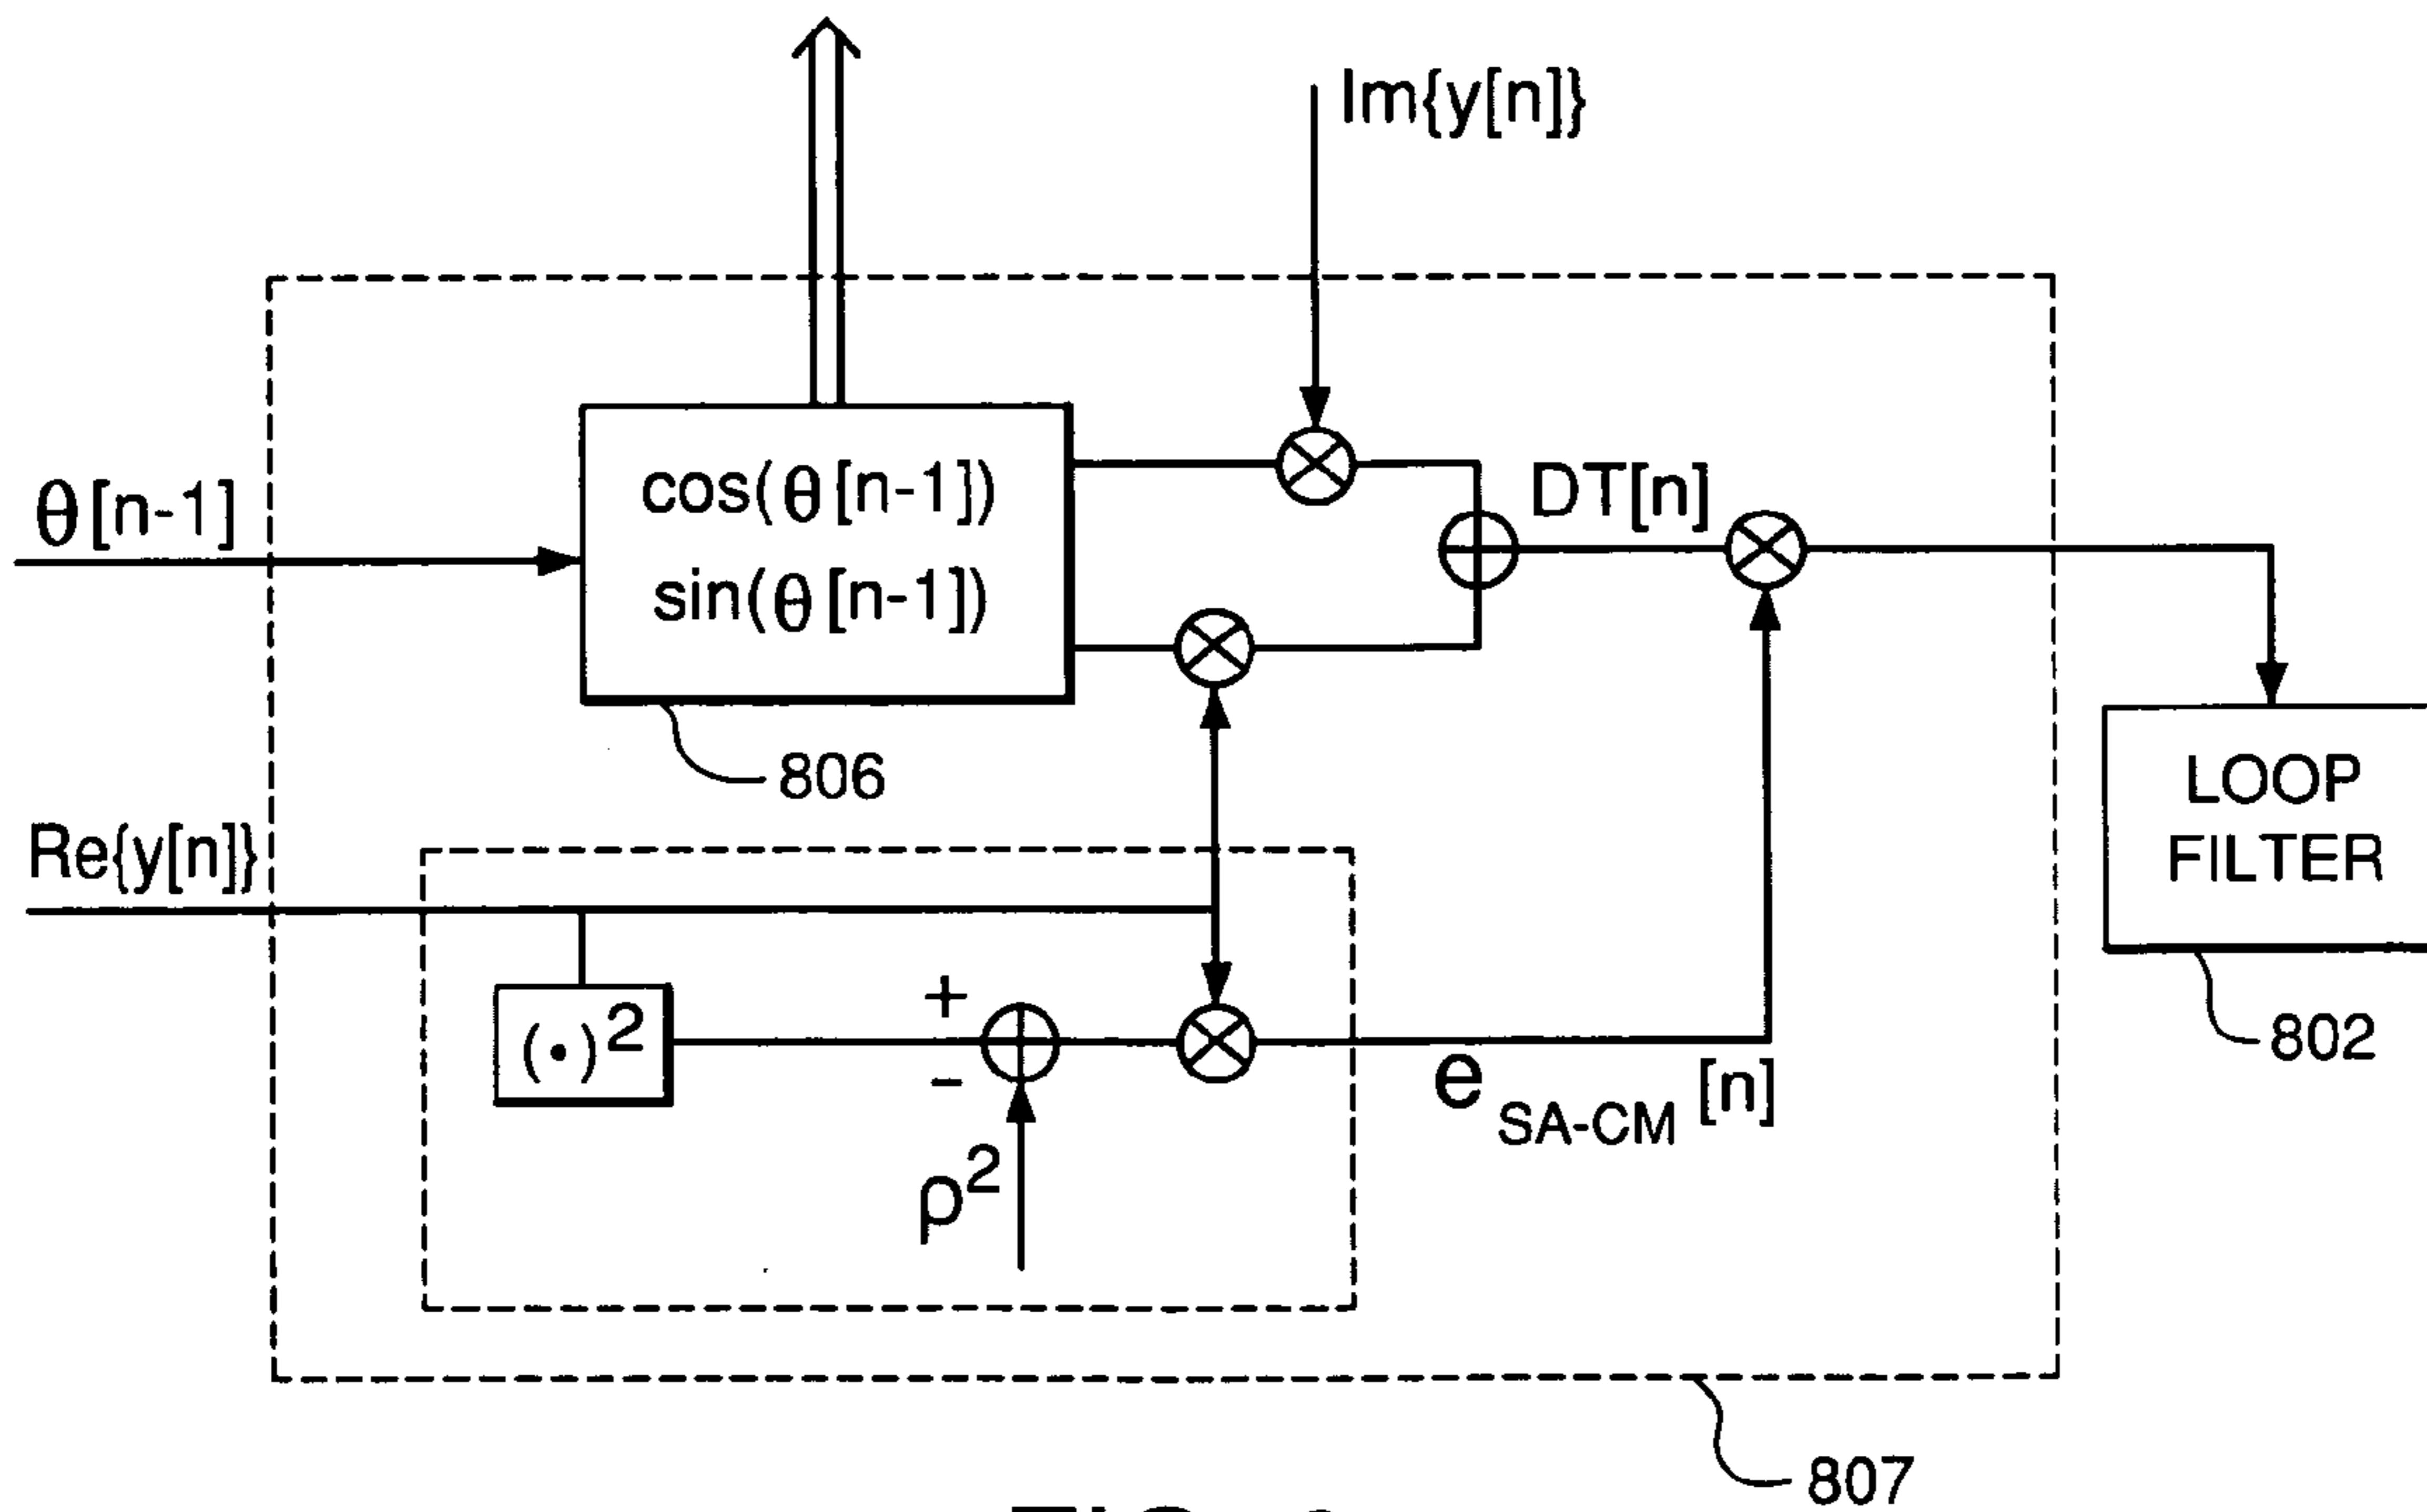 Im{y[n]}
θ[n-1]
cos(θ[n-1])
sin(θ[n-1])
DT[n]
806
Re{y[n]}
LOOP
FILTER
+
(•)²
-
802
e SA-CM [n]
ρ²
807